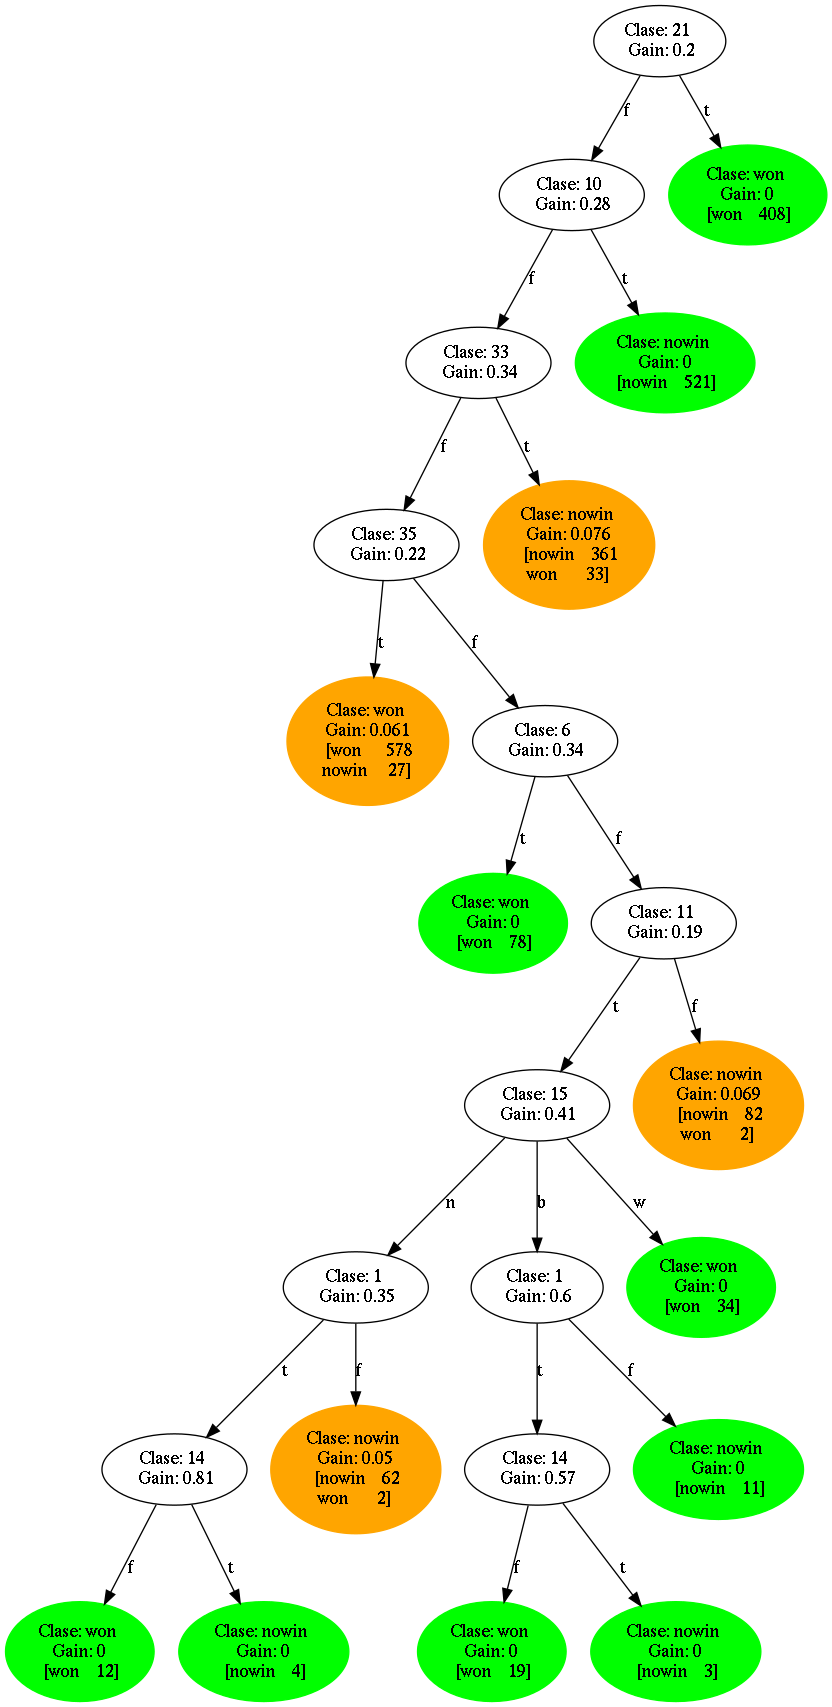 Clase: 21
Gain: 0.2
f
t
Clase: 10
Gain: 0.28
Clase: won
Gain: 0
[won 408]
f
t
Clase: 33
Gain: 0.34
Clase: nowin
Gain: 0
[nowin 521]
f
t
Clase: 35
Gain: 0.22
Clase: nowin
Gain: 0.076
[nowin 361
won 33]
t
f
Clase: won
Gain: 0.061
[won 578
nowin 27]
Clase: 6
Gain: 0.34
t
f
Clase: won
Gain: 0
[won 78]
Clase: 11
Gain: 0.19
t
f
Clase: 15
Gain: 0.41
Clase: nowin
Gain: 0.069
[nowin 82
won 2]
n
b
w
Clase: 1
Gain: 0.35
Clase: 1
Gain: 0.6
Clase: won
Gain: 0
[won 34]
t
f
t
f
Clase: 14
Gain: 0.81
Clase: nowin
Gain: 0.05
[nowin 62
won 2]
Clase: 14
Gain: 0.57
Clase: nowin
Gain: 0
[nowin 11]
f
t
f
t
Clase: won
Gain: 0
[won 12]
Clase: nowin
Gain: 0
[nowin 4]
Clase: won
Gain: 0
[won 19]
Clase: nowin
Gain: 0
[nowin 3]